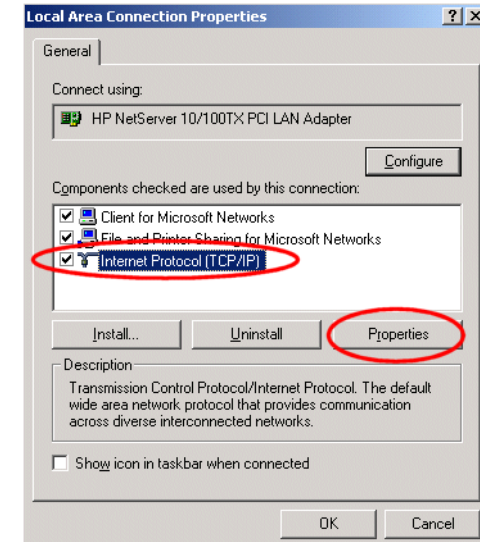 Local Area Connection Properties
General
Connect using:
HP NetServer 10/100TX PCI LAN Adapter
Configure
Components checked are used by this connection:
Client for Microsoft Networks
File and Printer Sharing for Microsoft Networks
Internet Protocol (TCP/IP)
Install... Uninstall Properties
Description
Transmission Control Protocol/Internet Protocol. The default
wide area network protocol that provides communication
across diverse interconnected networks.
Show icon in taskbar when connected
OK Cancel